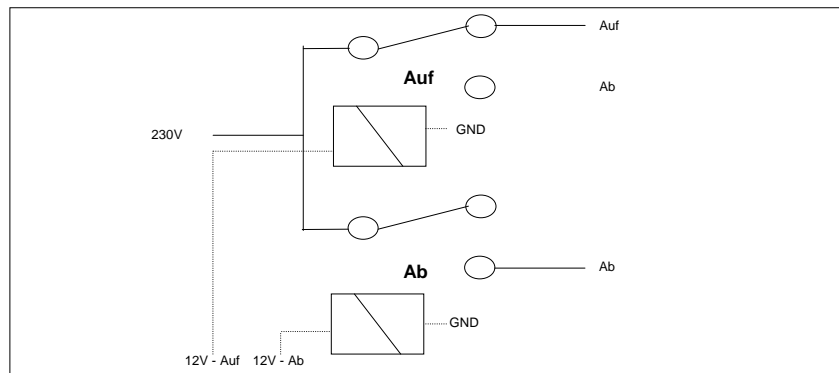 Auf
Auf
Ab
230V
GND
Ab
Ab
GND
12V - Auf
12V - Ab